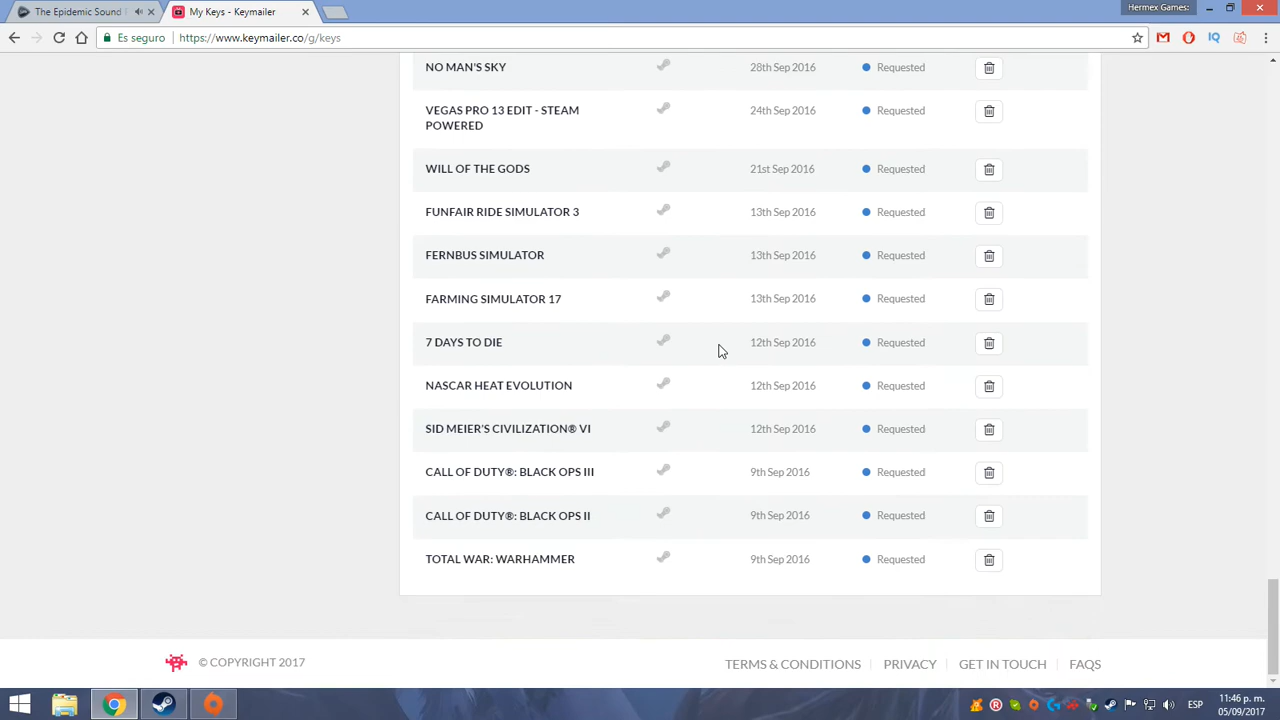 The Epidemic Sound
My Keys - Keymailer
Hermex Games:
Es seguro
https://www.keymailer.co/g/keys
NO MAN'S SKY 28th Sep 2016 Requested
VEGAS PRO 13 EDIT - STEAM
POWERED
24th Sep 2016 Requested
WILL OF THE GODS 21st Sep 2016 Requested
FUNFAIR RIDE SIMULATOR 3 13th Sep 2016 Requested
FERNBUS SIMULATOR 13th Sep 2016 Requested
FARMING SIMULATOR 17 13th Sep 2016 Requested
7 DAYS TO DIE 12th Sep 2016 Requested
NASCAR HEAT EVOLUTION 12th Sep 2016 Requested
SID MEIER'S CIVILIZATION® VI 12th Sep 2016 Requested
CALL OF DUTY®: BLACK OPS III 9th Sep 2016 Requested
CALL OF DUTY®: BLACK OPS II 9th Sep 2016 Requested
TOTAL WAR: WARHAMMER 9th Sep 2016 Requested
© COPYRIGHT 2017
TERMS & CONDITIONS PRIVACY GET IN TOUCH FAQS
ESP
11:46 p. m.
05/09/2017